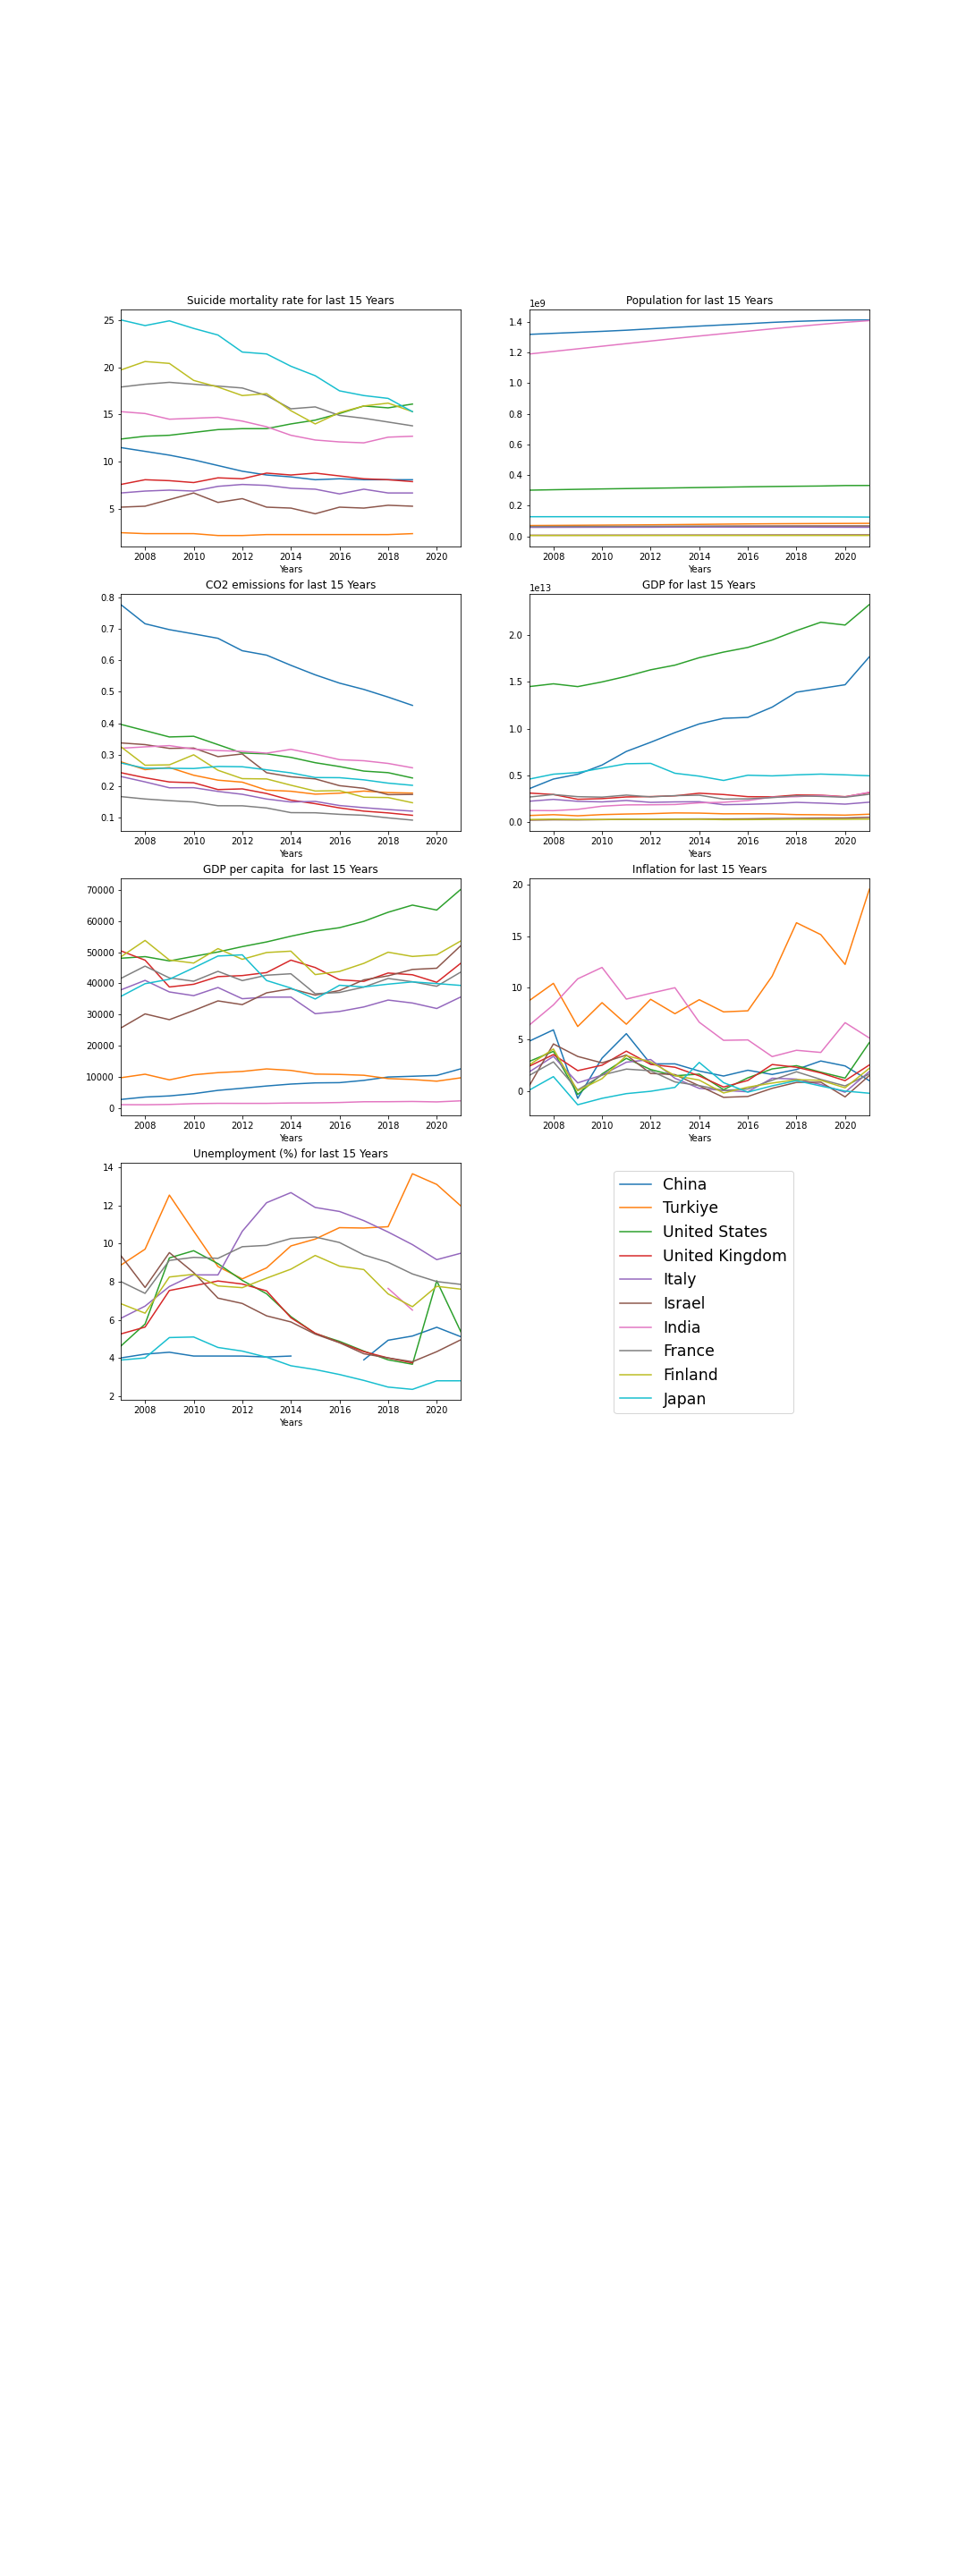 Suicide mortality rate for last 15 Years
25
20
15
10
5
2008 2010 2012 2014 2016 2018 2020
Years
Population for last 15 Years
1e9
1.4
1.2
1.0
0.8
0.6
0.4
0.2
0.0
2008 2010 2012 2014 2016 2018 2020
Years
CO2 emissions for last 15 Years
0.8
0.7
0.6
0.5
0.4
0.3
0.2
0.1
2008 2010 2012 2014 2016 2018 2020
Years
GDP for last 15 Years
1e13
2.0
1.5
1.0
0.5
0.0
2008 2010 2012 2014 2016 2018 2020
Years
GDP per capita  for last 15 Years
70000
60000
50000
40000
30000
20000
10000
0
2008 2010 2012 2014 2016 2018 2020
Years
Inflation for last 15 Years
20
15
10
5
0
2008 2010 2012 2014 2016 2018 2020
Years
Unemployment (%) for last 15 Years
14
12
10
8
6
4
2
2008 2010 2012 2014 2016 2018 2020
Years
China
Turkiye
United States
United Kingdom
Italy
Israel
India
France
Finland
Japan